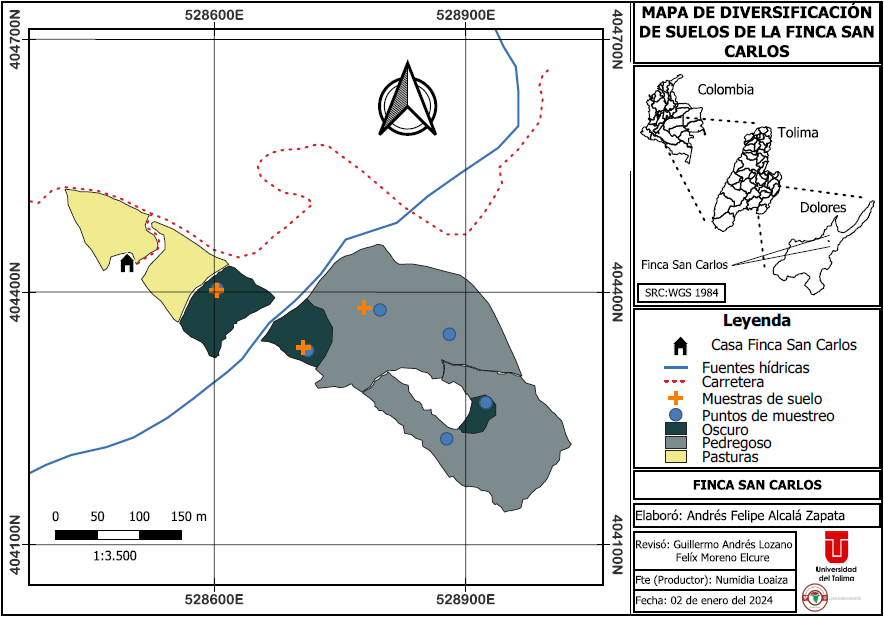 528600E
528900E
404700N
404700N
404400N
404400N
404100N
404100N
528600E
528900E
0 50 100 150 m
1:3.500
MAPA DE DIVERSIFICACIÓN
DE SUELOS DE LA FINCA SAN
CARLOS
Colombia
Tolima
Dolores
Finca San Carlos
SRC:WGS 1984
Leyenda
Casa Finca San Carlos
Fuentes hídricas
Carretera
Muestras de suelo
Puntos de muestreo
Oscuro
Pedregoso
Pasturas
FINCA SAN CARLOS
Elaboró: Andrés Felipe Alcalá Zapata
Revisó: Guillermo Andrés Lozano
Felíx Moreno Elcure
Fte (Productor): Numidia Loaiza
Fecha: 02 de enero del 2024
Universidad
del Tolima